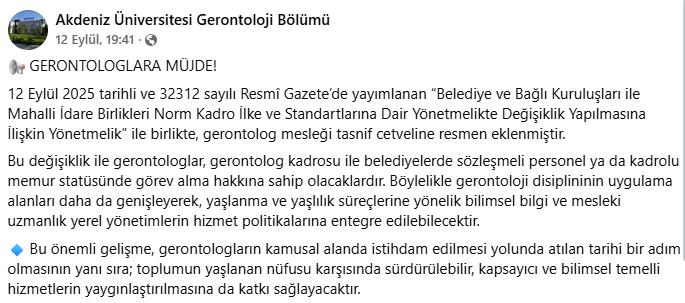 Akdeniz Üniversitesi Gerontoloji Bölümü
12 Eylül, 19:41 ·
GERONTOLOGLARA MÜJDE!
12 Eylül 2025 tarihli ve 32312 sayılı Resmî Gazete’de yayımlanan “Belediye ve Bağlı Kuruluşları ile
Mahalli İdare Birlikleri Norm Kadro İlke ve Standartlarına Dair Yönetmelikte Değişiklik Yapılmasına
İlişkin Yönetmelik” ile birlikte, gerontolog mesleği tasnif cetveline resmen eklenmiştir.
Bu değişiklik ile gerontologlar, gerontolog kadrosu ile belediyelerde sözleşmeli personel ya da kadrolu
memur statüsünde görev alma hakkına sahip olacaklardır. Böylelikle gerontoloji disiplininin uygulama
alanları daha da genişleyerek, yaşlanma ve yaşlılık süreçlerine yönelik bilimsel bilgi ve mesleki
uzmanlık yerel yönetimlerin hizmet politikalarına entegre edilebilecektir.
🔹 Bu önemli gelişme, gerontologların kamusal alanda istihdam edilmesi yolunda atılan tarihi bir adım
olmasının yanı sıra; toplumun yaşlanan nüfusu karşısında sürdürülebilir, kapsayıcı ve bilimsel temelli
hizmetlerin yaygınlaştırılmasına da katkı sağlayacaktır.